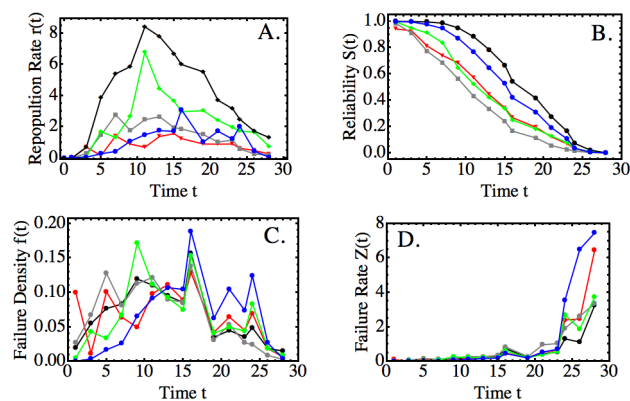 A.
Repopultion Rate r(t)
8
6
4
2
0
0 5 10 15 20 25 30
Time t
B.
Reliability S(t)
1.0
0.8
0.6
0.4
0.2
0.0
0 5 10 15 20 25 30
Time t
C.
Failure Density f(t)
0.20
0.15
0.10
0.05
0.00
0 5 10 15 20 25 30
Time t
D.
Failure Rate Z(t)
8
6
4
2
0
0 5 10 15 20 25 30
Time t